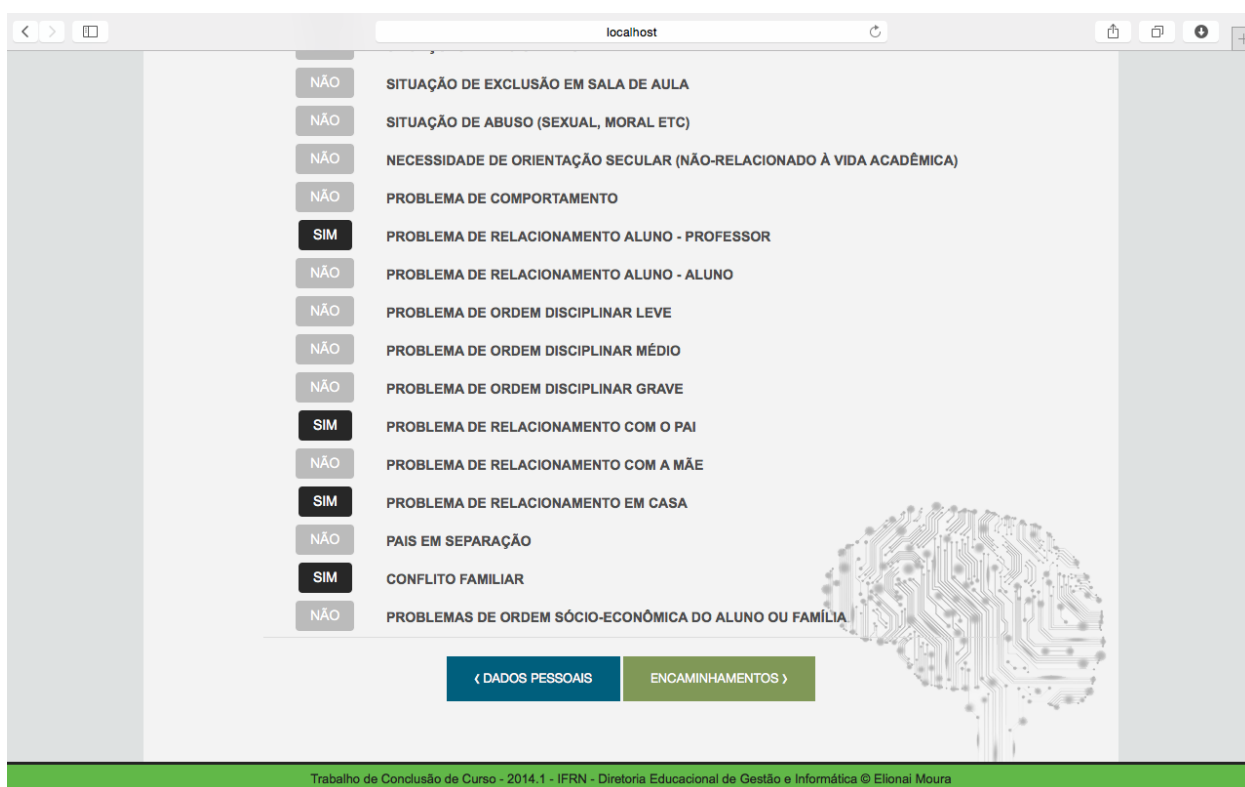 localhost
NÃO SITUAÇÃO DE EXCLUSÃO EM SALA DE AULA
NÃO SITUAÇÃO DE ABUSO (SEXUAL, MORAL ETC)
NÃO NECESSIDADE DE ORIENTAÇÃO SECULAR (NÃO-RELACIONADO À VIDA ACADÊMICA)
NÃO PROBLEMA DE COMPORTAMENTO
SIM PROBLEMA DE RELACIONAMENTO ALUNO - PROFESSOR
NÃO PROBLEMA DE RELACIONAMENTO ALUNO - ALUNO
NÃO PROBLEMA DE ORDEM DISCIPLINAR LEVE
NÃO PROBLEMA DE ORDEM DISCIPLINAR MÉDIO
NÃO PROBLEMA DE ORDEM DISCIPLINAR GRAVE
SIM PROBLEMA DE RELACIONAMENTO COM O PAI
NÃO PROBLEMA DE RELACIONAMENTO COM A MÃE
SIM PROBLEMA DE RELACIONAMENTO EM CASA
NÃO PAIS EM SEPARAÇÃO
SIM CONFLITO FAMILIAR
NÃO PROBLEMAS DE ORDEM SÓCIO-ECONÔMICA DO ALUNO OU FAMÍLIA
‹ DADOS PESSOAIS ENCAMINHAMENTOS ›
Trabalho de Conclusão de Curso - 2014.1 - IFRN - Diretoria Educacional de Gestão e Informática © Elionai Moura